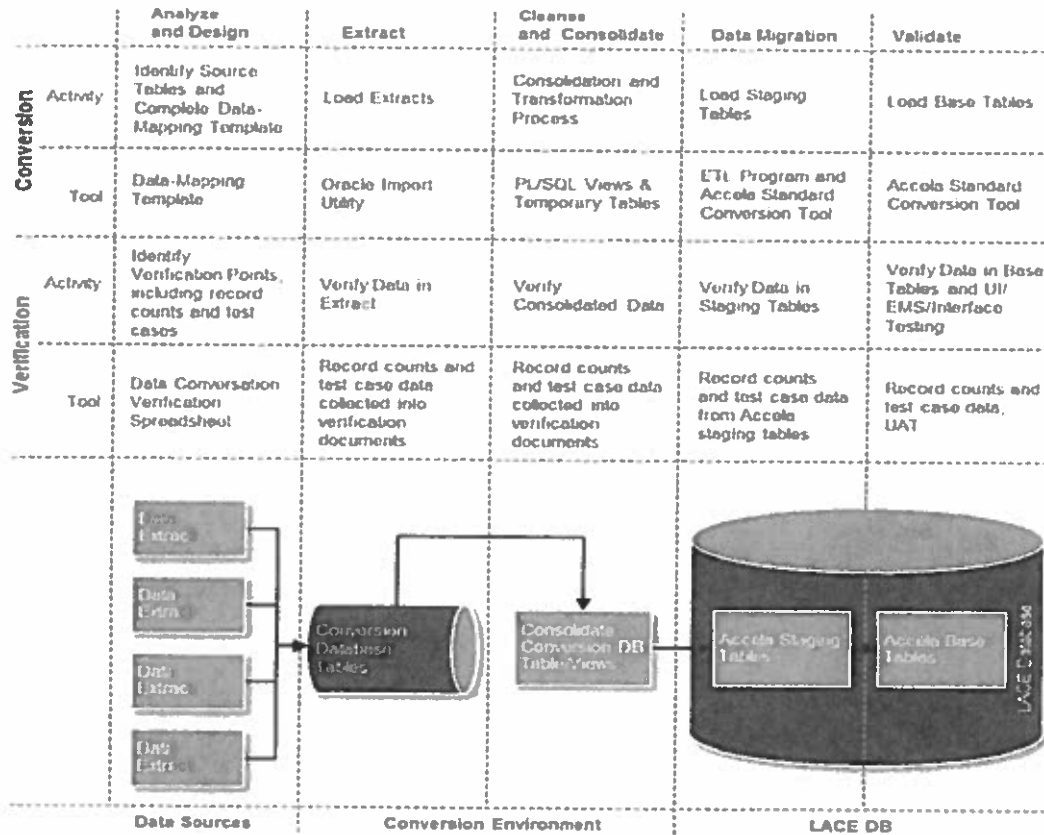 Analyze
and Design
Extract
Cleanse
and Consolidate
Data Migration
Validate
Conversion
Activity
Identify Source
Tables and
Complete Data-
Mapping Template
Load Extracts
Consolidation and
Transformation
Process
Load Staging
Tables
Load Base Tables
Tool
Data-Mapping
Template
Oracle Import
Utility
PL/SQL Views &
Temporary Tables
ETL Program and
Accela Standard
Conversion Tool
Accela Standard
Conversion Tool
Verification
Activity
Identify
Verification Points,
including record
counts and test
cases
Verify Data in
Extract
Verify
Consolidated Data
Verify Data in
Staging Tables
Verify Data in Base
Tables and UI/
EMS/Interface
Testing
Tool
Data Conversation
Verification
Spreadsheet
Record counts and
test case data
collected into
verification
documents
Record counts
and test case data
collected into
verification
documents
Record counts
and test case data
from Accela
staging tables
Record counts and
test case data,
UAT
Data
Extract
Data
Extract
Data
Extract
Data
Extract
Conversion
Database
Tables
Consolidate
Conversion DB
Table/Views
Accela Staging
Tables
Accela Base
Tables
LACE Database
Data Sources
Conversion Environment
LACE DB